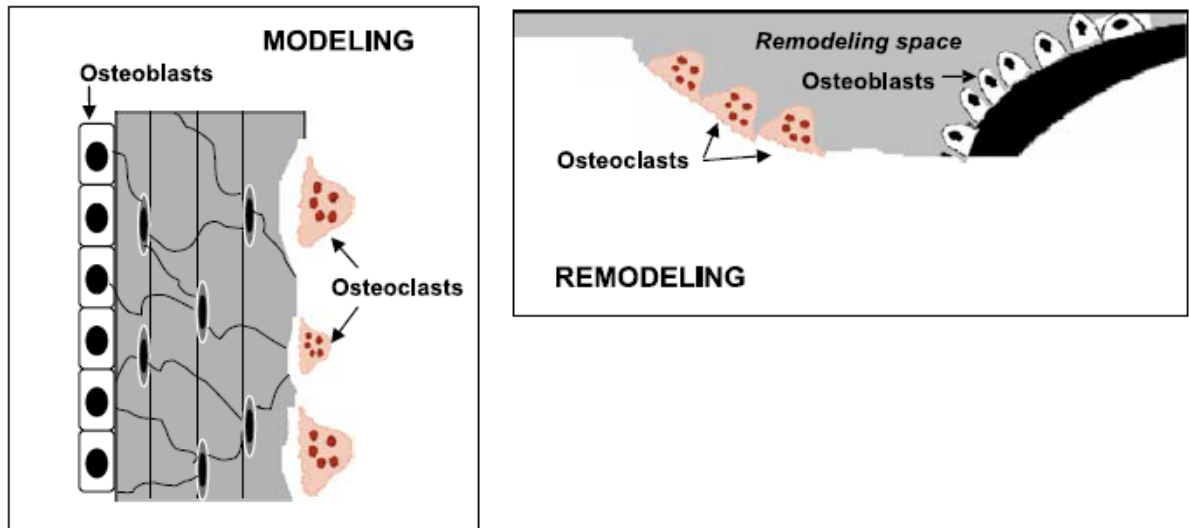 MODELING
Osteoblasts
Osteoclasts
Remodeling space
Osteoblasts
Osteoclasts
REMODELING